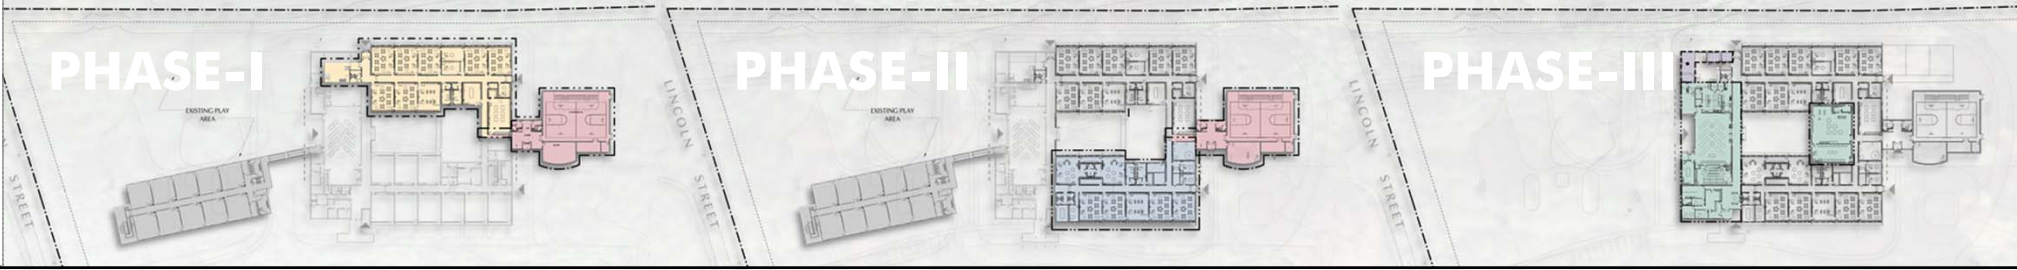 PHASE-I
EXISTING PLAY
AREA
LINCOLN
STREET
STREET
PHASE-II
EXISTING PLAY
AREA
LINCOLN
STREET
PHASE-III